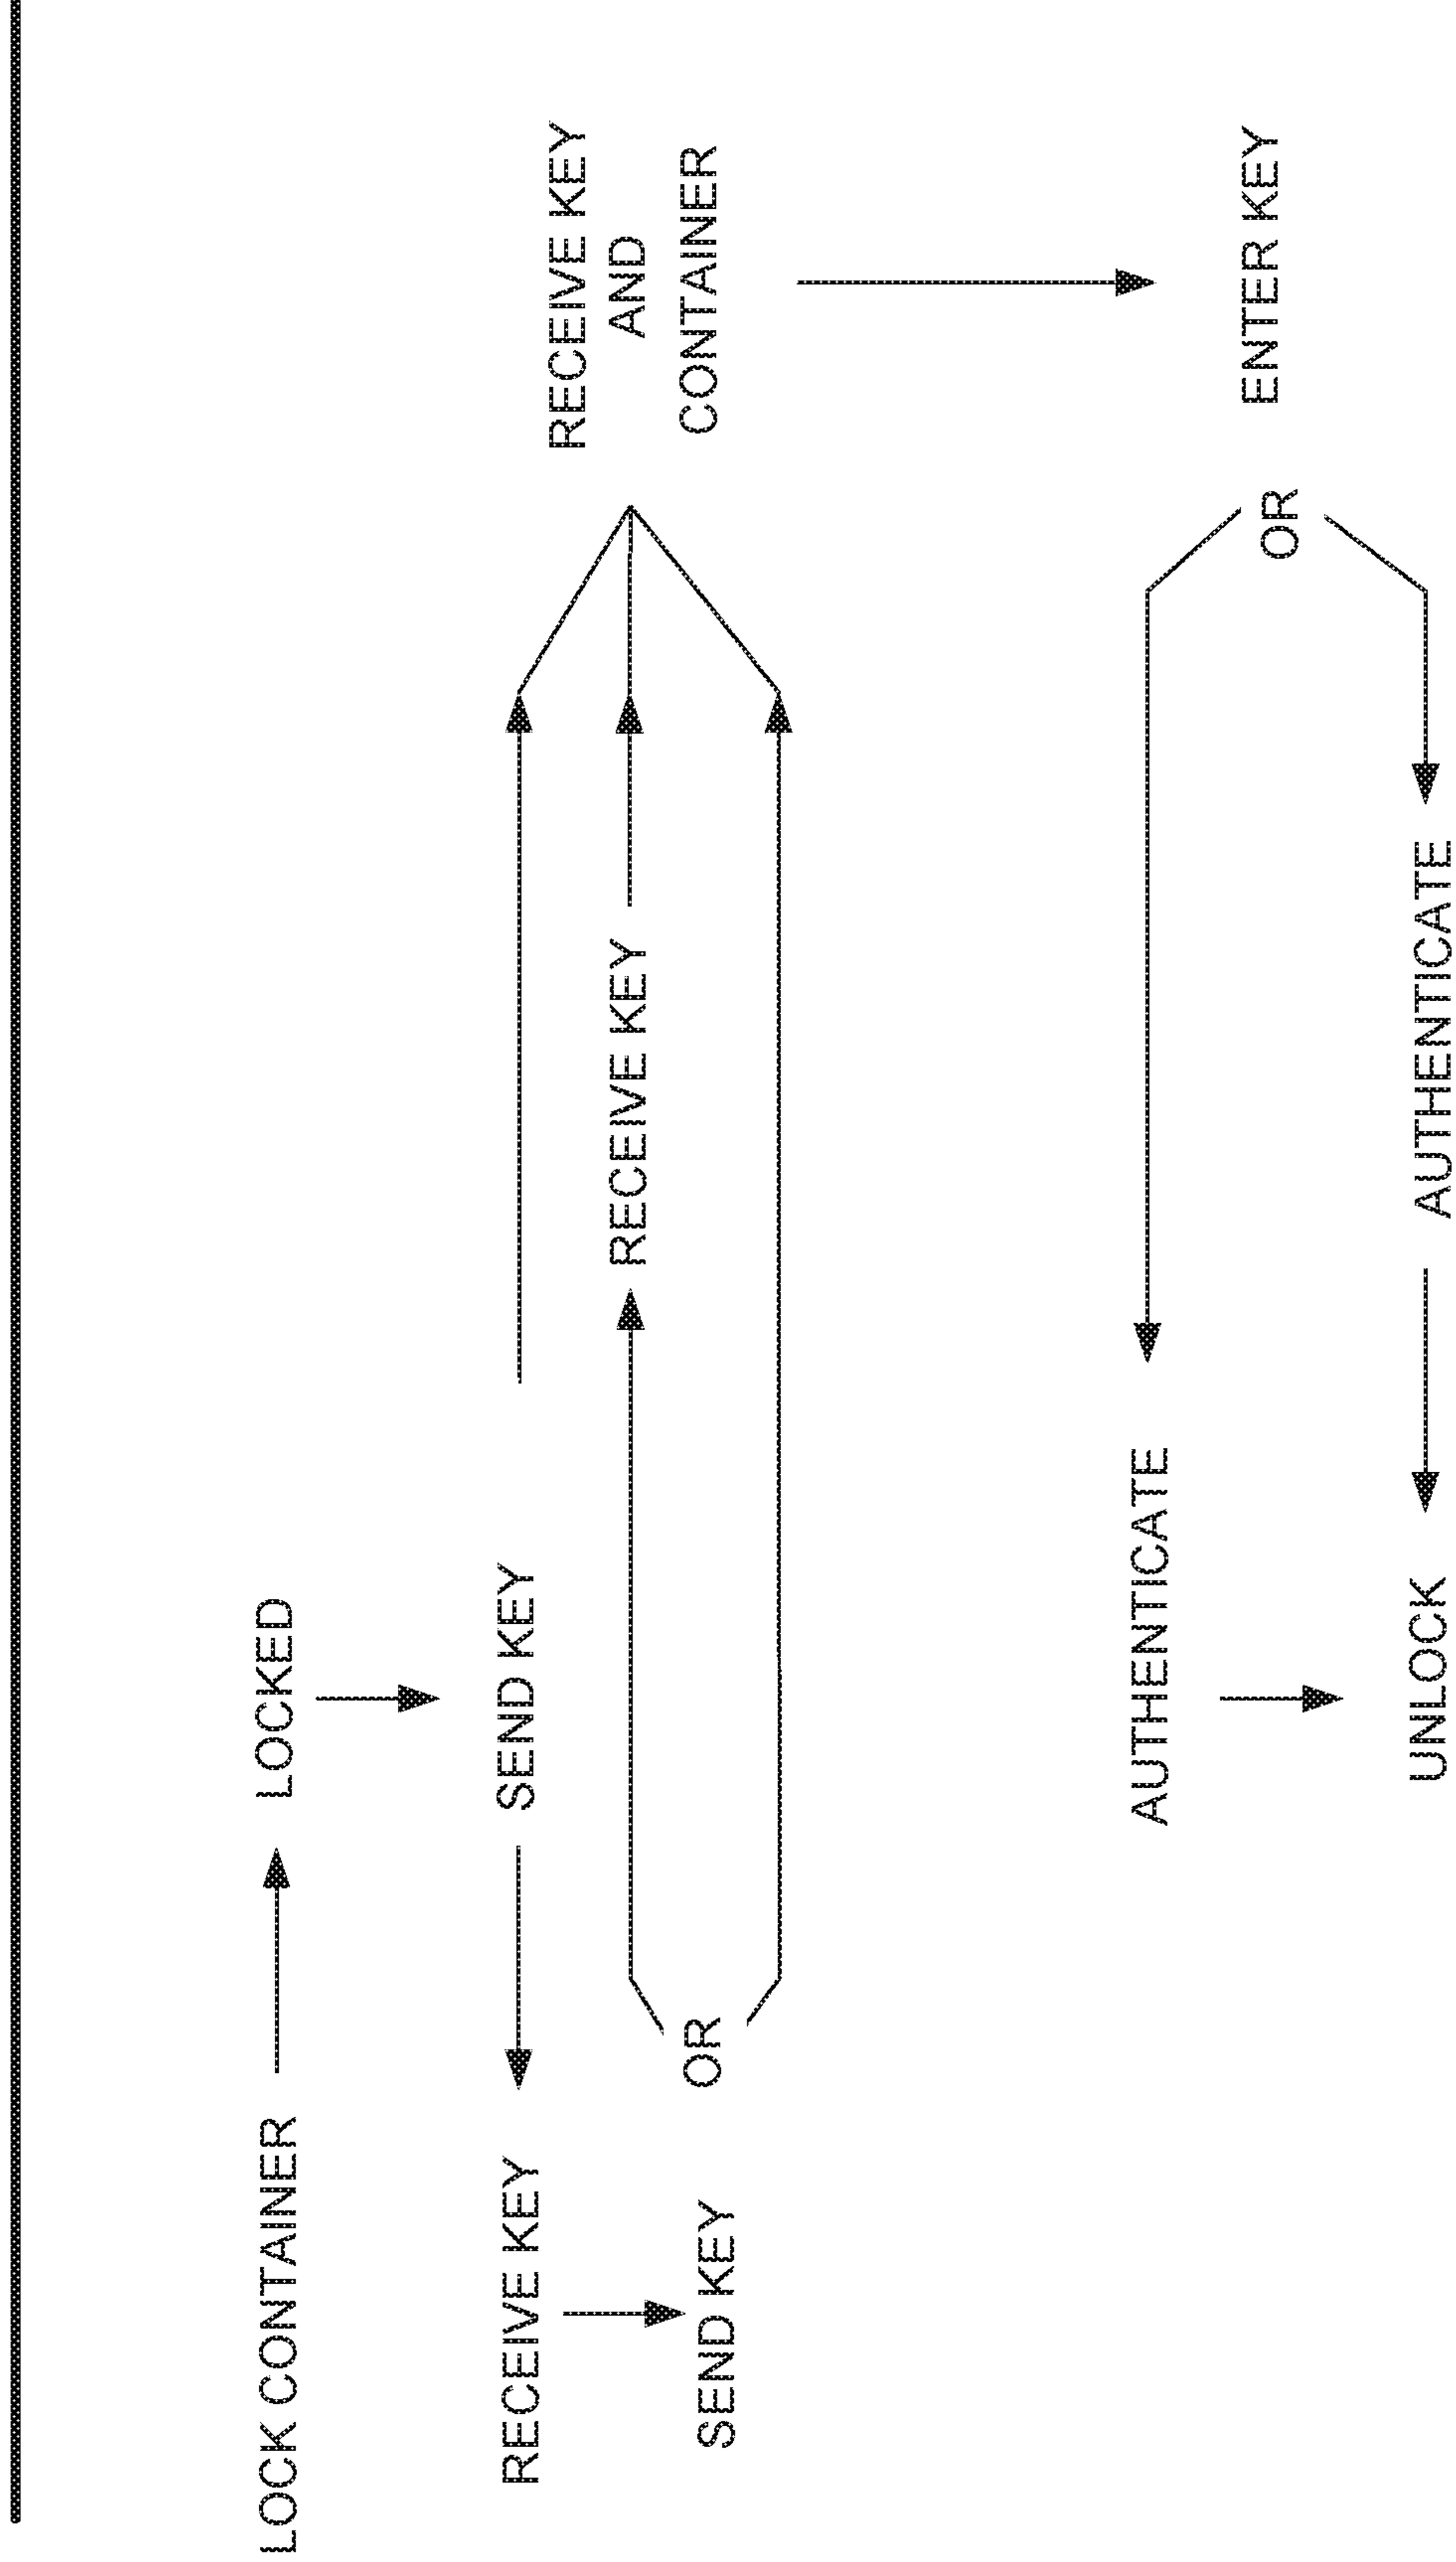 LOCK CONTAINER
LOCKED
RECEIVE KEY
SEND KEY
RECEIVE KEY
RECEIVE KEY
AND
CONTAINER
SEND KEY
OR
AUTHENTICATE
ENTER KEY
OR
UNLOCK
AUTHENTICATE